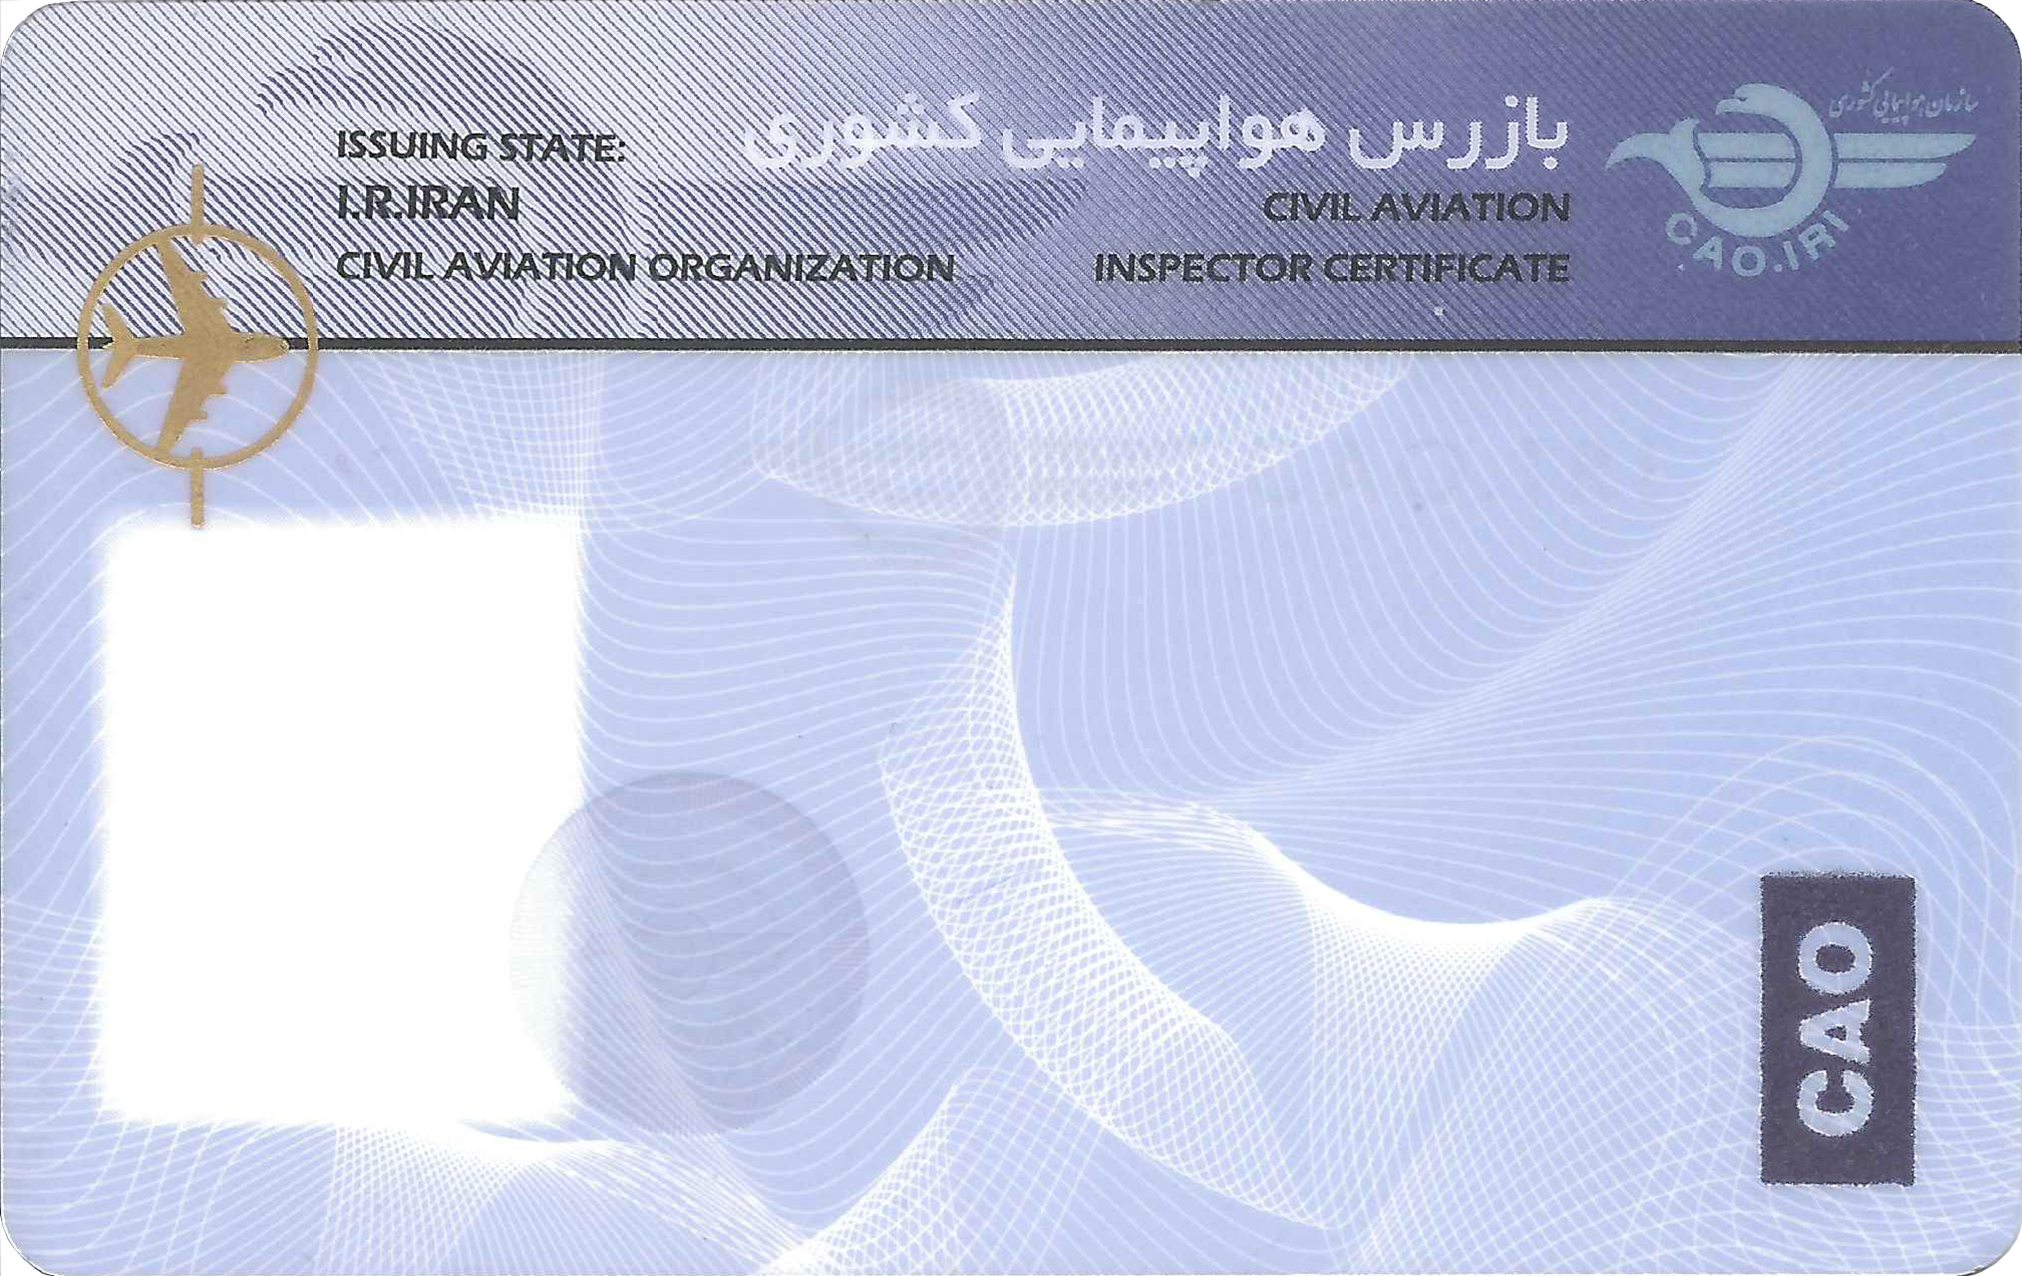 سازمان هواپیمایی کشوری
CAO.IRI
بازرس هواپیمایی کشوری
CIVIL AVIATION
INSPECTOR CERTIFICATE
ISSUING STATE:
I.R.IRAN
CIVIL AVIATION ORGANIZATION
CAO